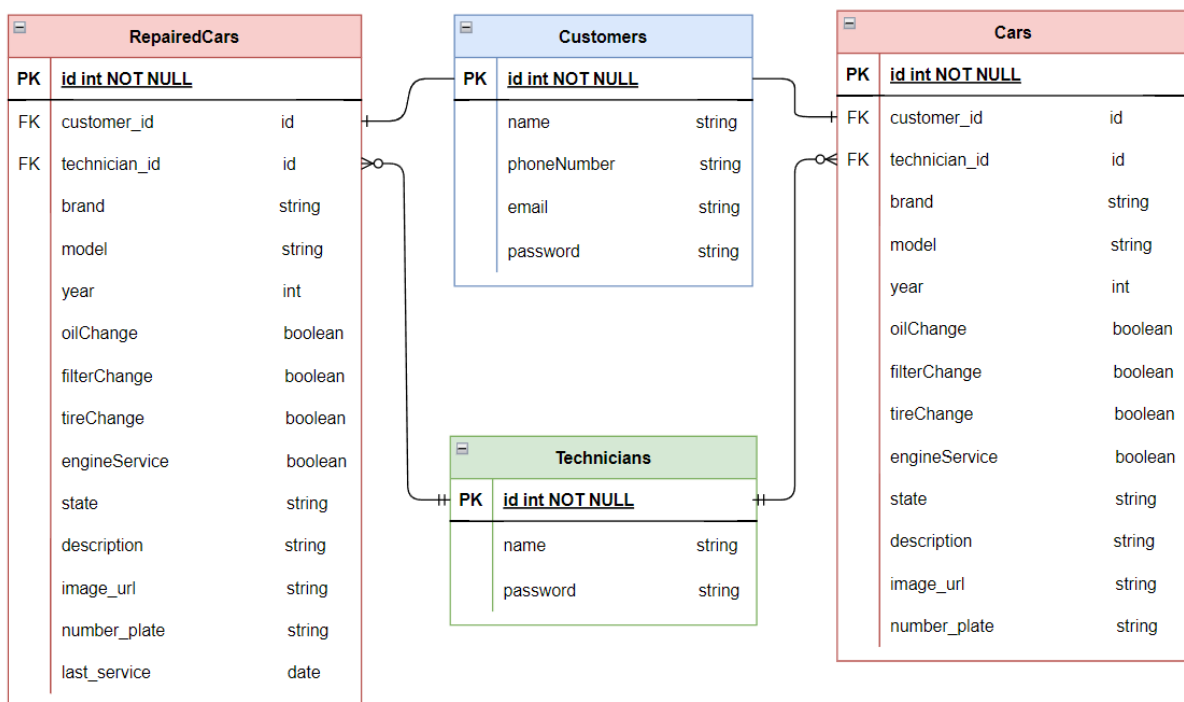 RepairedCars
PK id int NOT NULL
FK customer_id id
FK technician_id id
brand string
model string
year int
oilChange boolean
filterChange boolean
tireChange boolean
engineService boolean
state string
description string
image_url string
number_plate string
last_service date
Customers
PK id int NOT NULL
name string
phoneNumber string
email string
password string
Technicians
PK id int NOT NULL
name string
password string
Cars
PK id int NOT NULL
FK customer_id id
FK technician_id id
brand string
model string
year int
oilChange boolean
filterChange boolean
tireChange boolean
engineService boolean
state string
description string
image_url string
number_plate string